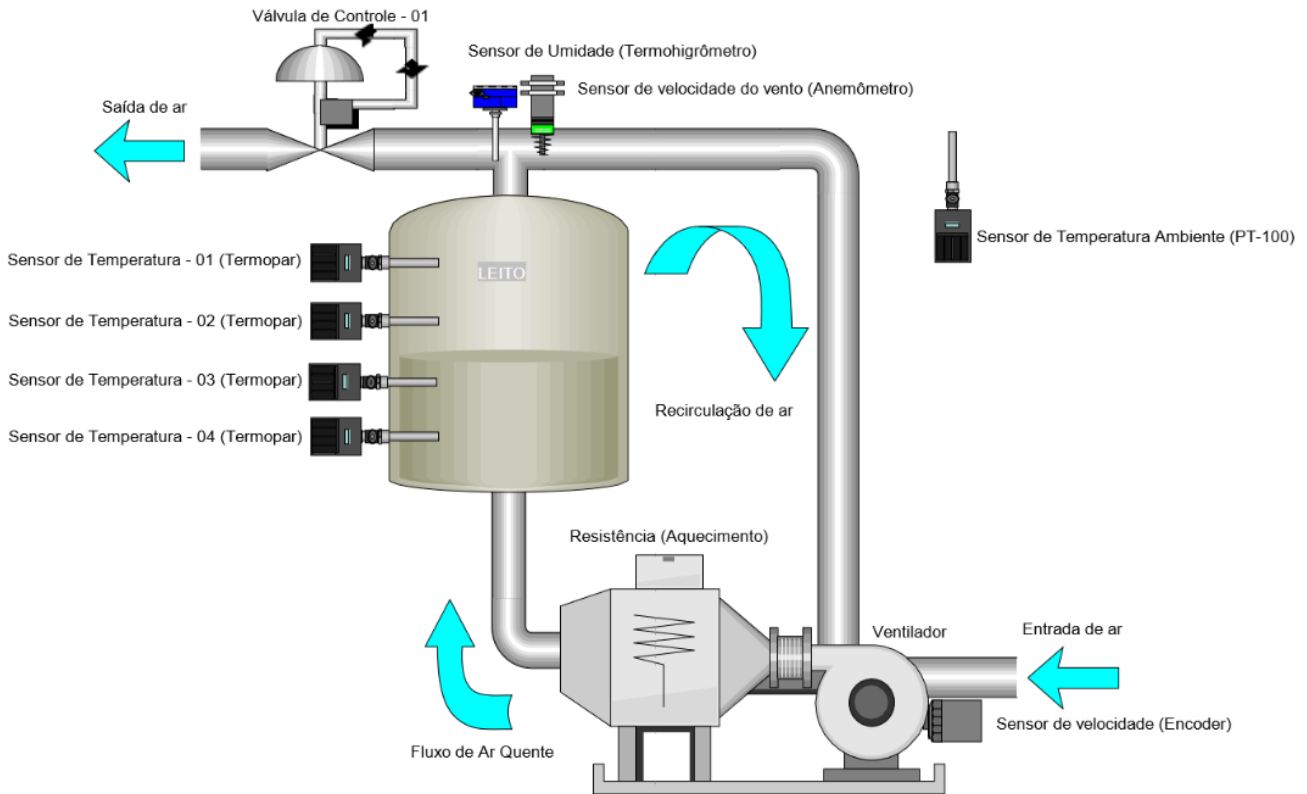 Válvula de Controle - 01
Sensor de Umidade (Termohigrômetro)
Sensor de velocidade do vento (Anemômetro)
Saída de ar
Sensor de Temperatura Ambiente (PT-100)
Sensor de Temperatura - 01 (Termopar)
LEITO
Sensor de Temperatura - 02 (Termopar)
Sensor de Temperatura - 03 (Termopar)
Recirculação de ar
Sensor de Temperatura - 04 (Termopar)
Resistência (Aquecimento)
Ventilador
Entrada de ar
Sensor de velocidade (Encoder)
Fluxo de Ar Quente